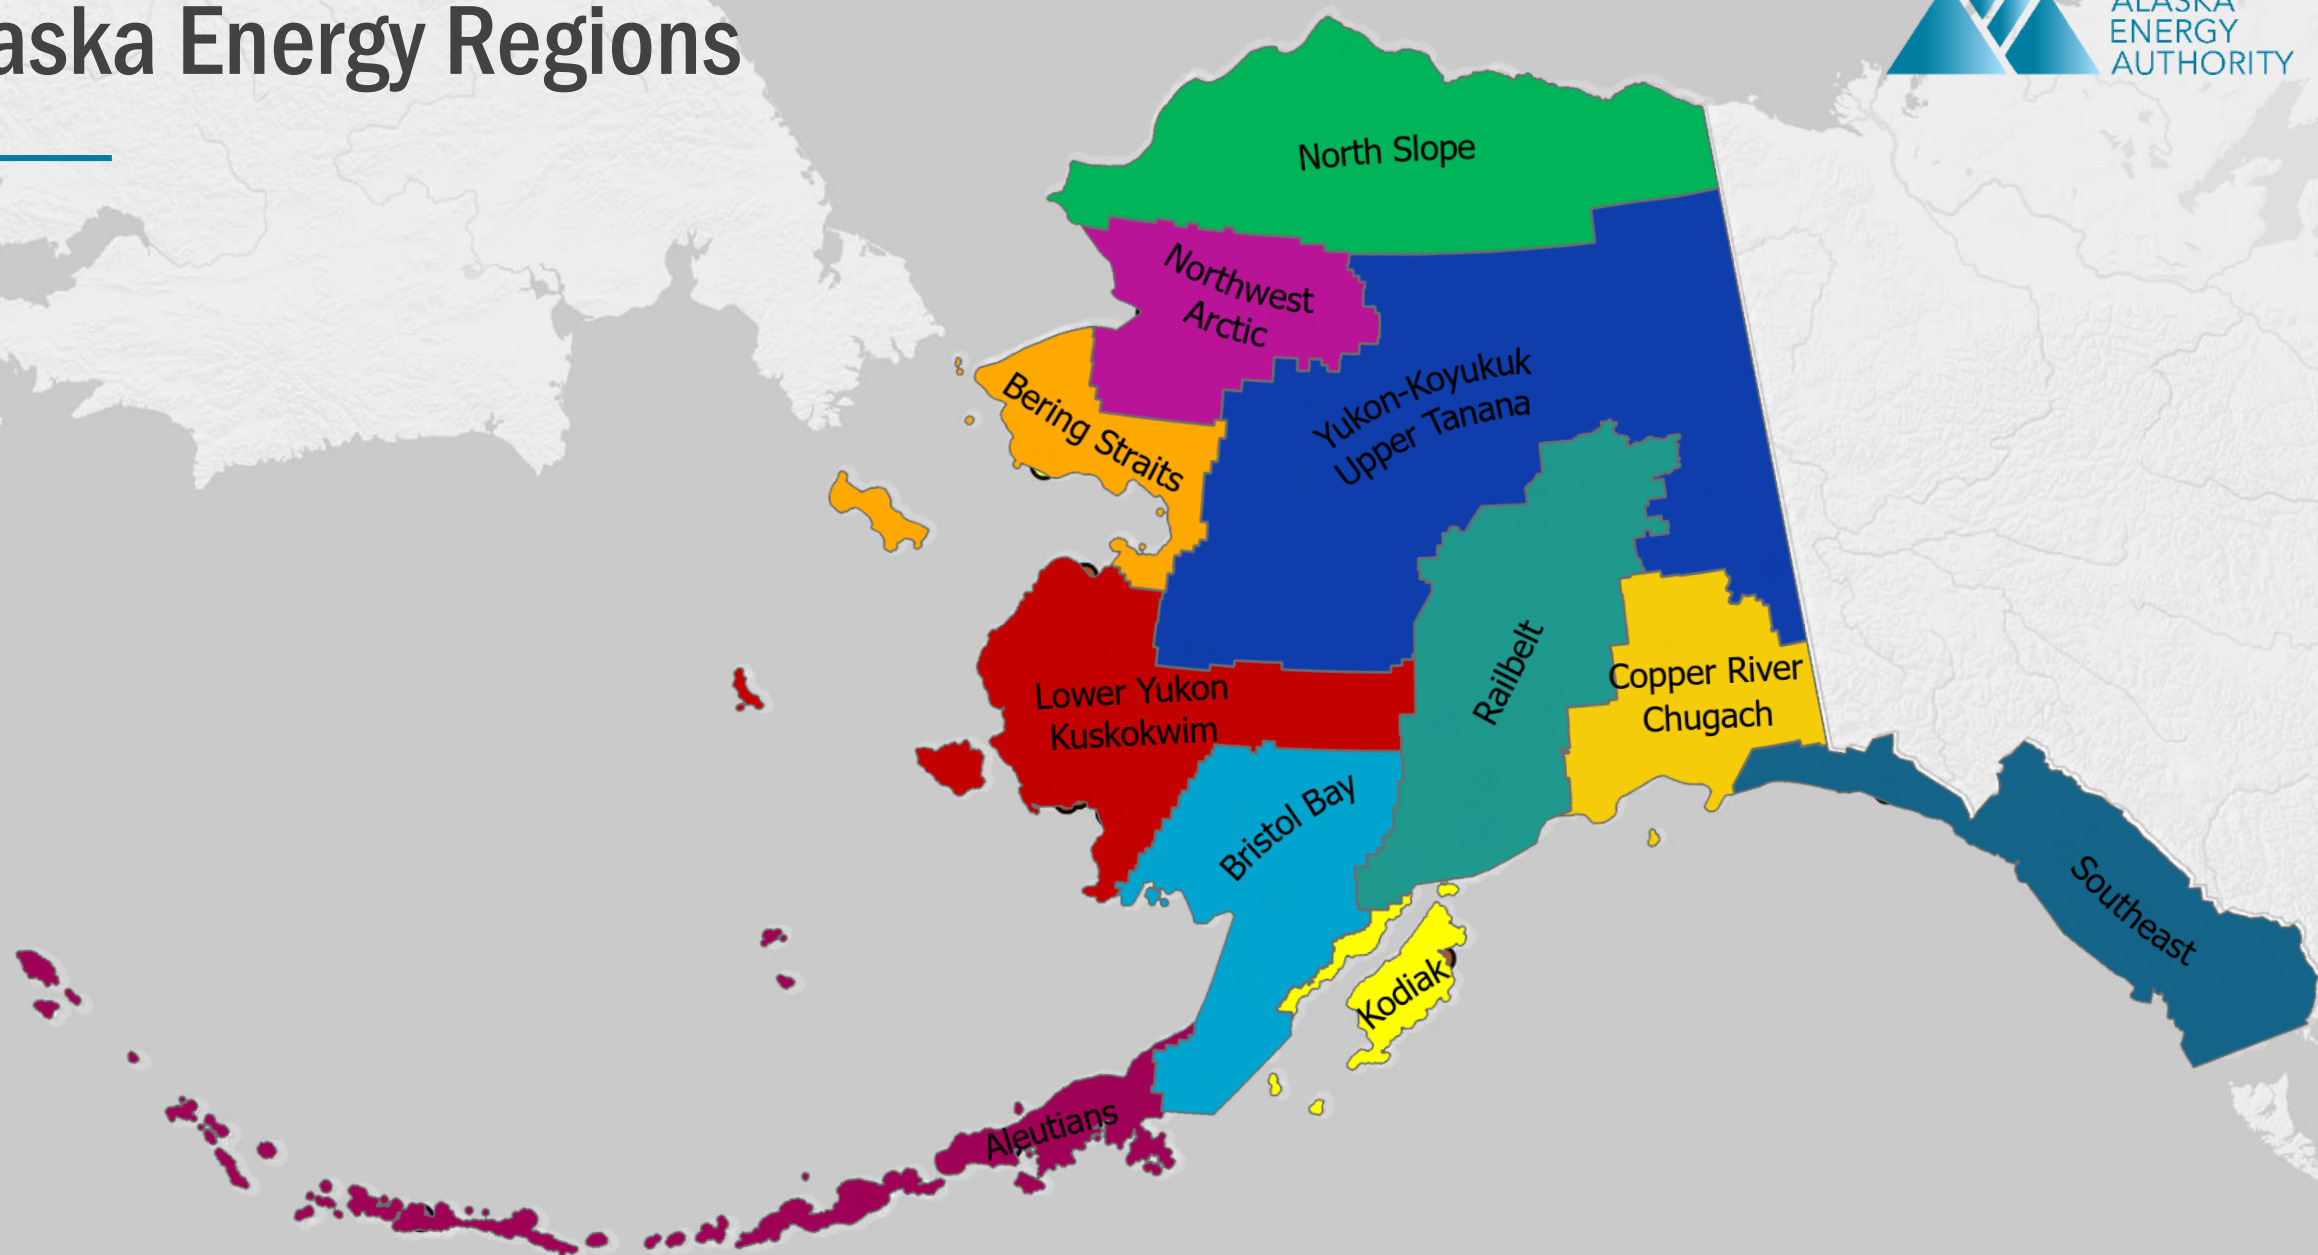 aska Energy Regions
ALASKA
ENERGY
AUTHORITY
North Slope
Northwest
Arctic
Yukon-Koyukuk
Upper Tanana
Bering Straits
Lower Yukon
Kuskokwim
Railbelt
Copper River
Chugach
Bristol Bay
Southeast
Kodiak
Aleutians